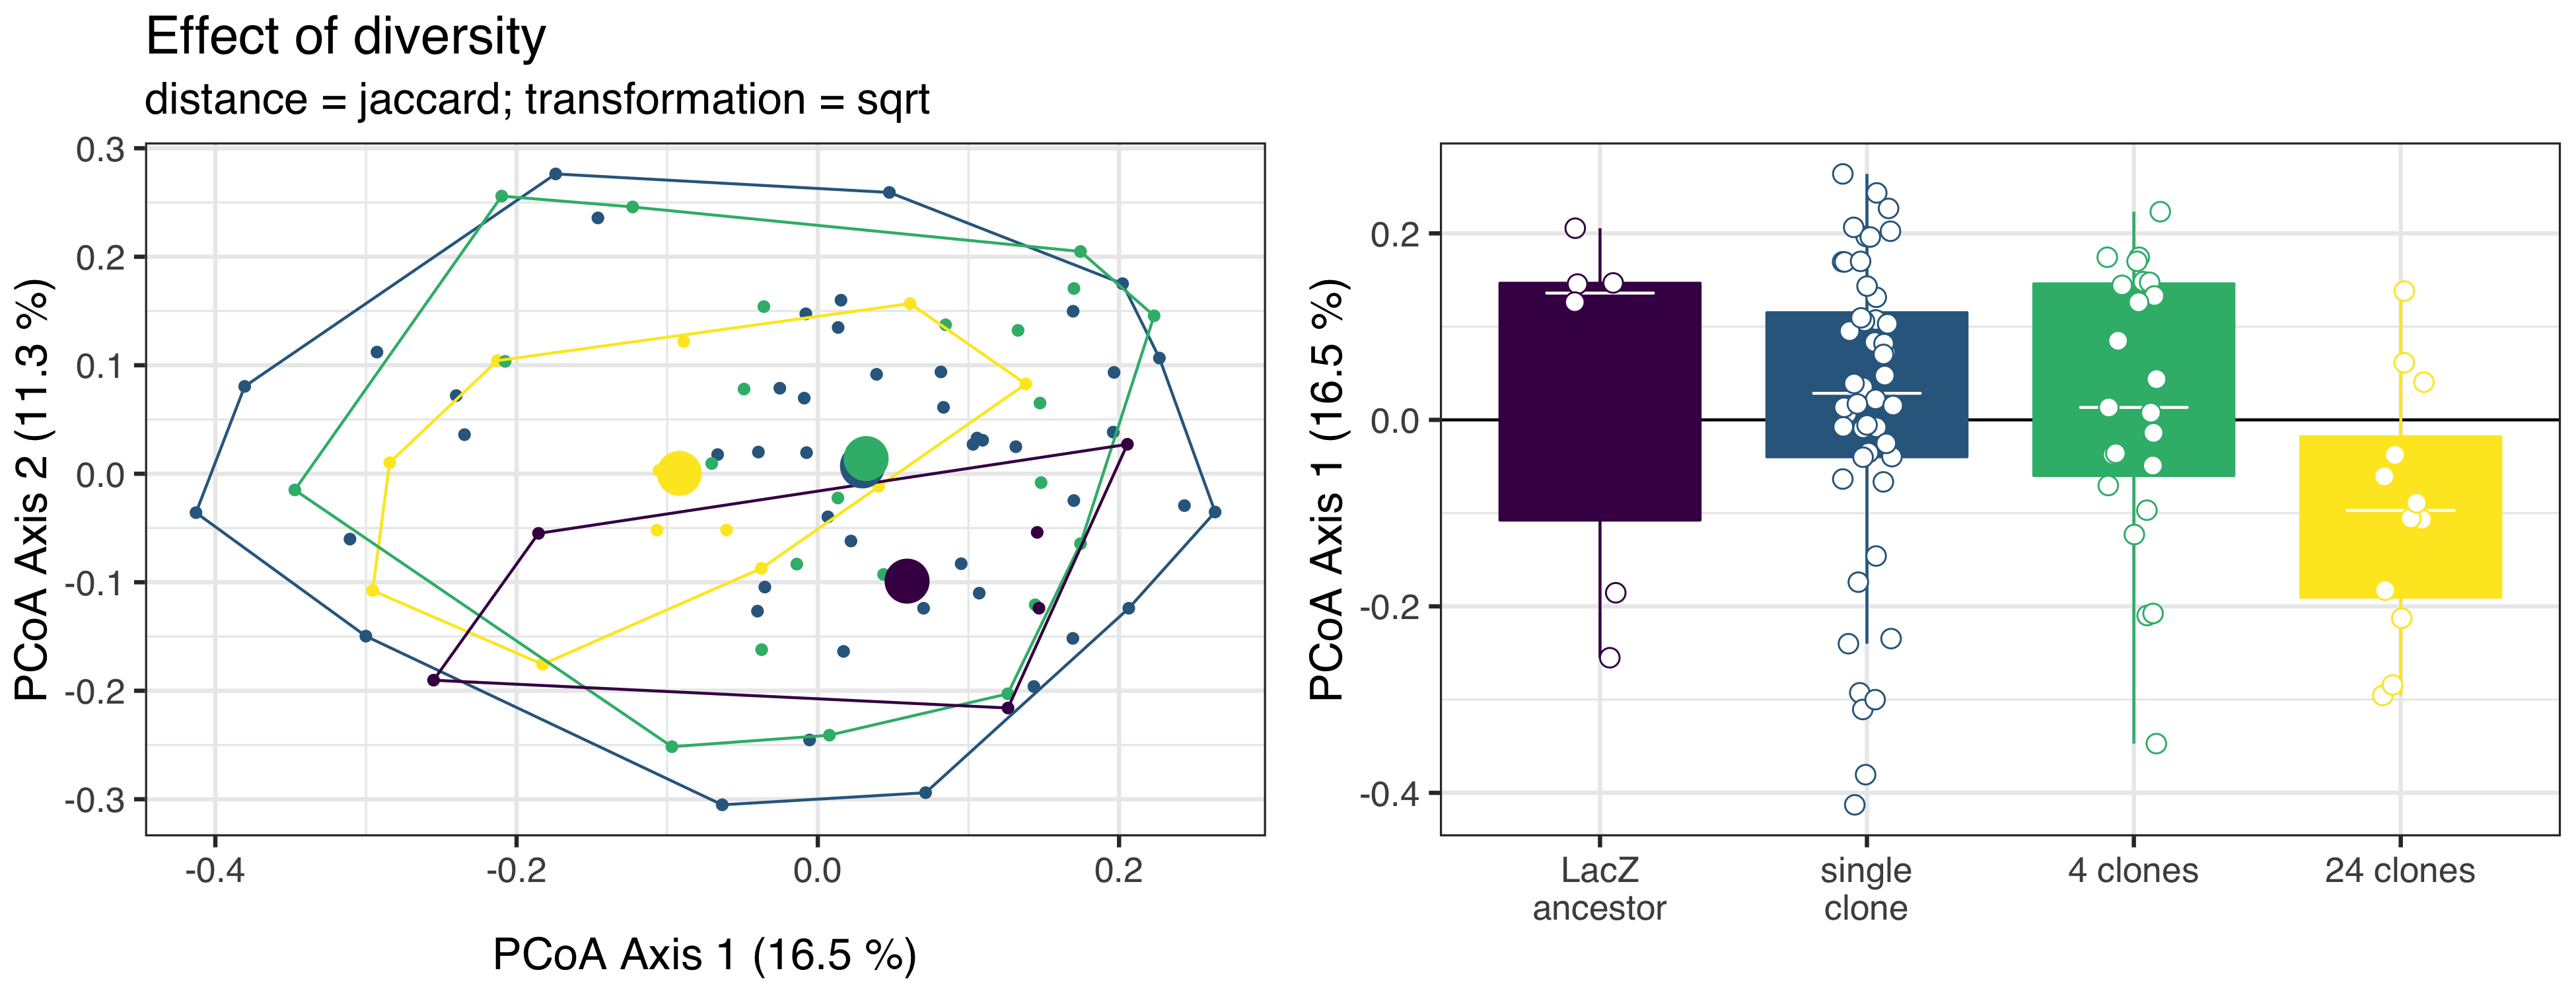 Effect of diversity
distance = jaccard; transformation = sqrt
PCoA Axis 2 (11.3 %)
0.3
0.2
0.1
0.0
-0.1
-0.2
-0.3
-0.4
-0.2
0.0
0.2
PCoA Axis 1 (16.5 %)
PCoA Axis 1 (16.5 %)
0.2
0.0
-0.2
-0.4
LacZ
ancestor
single
clone
4 clones
24 clones